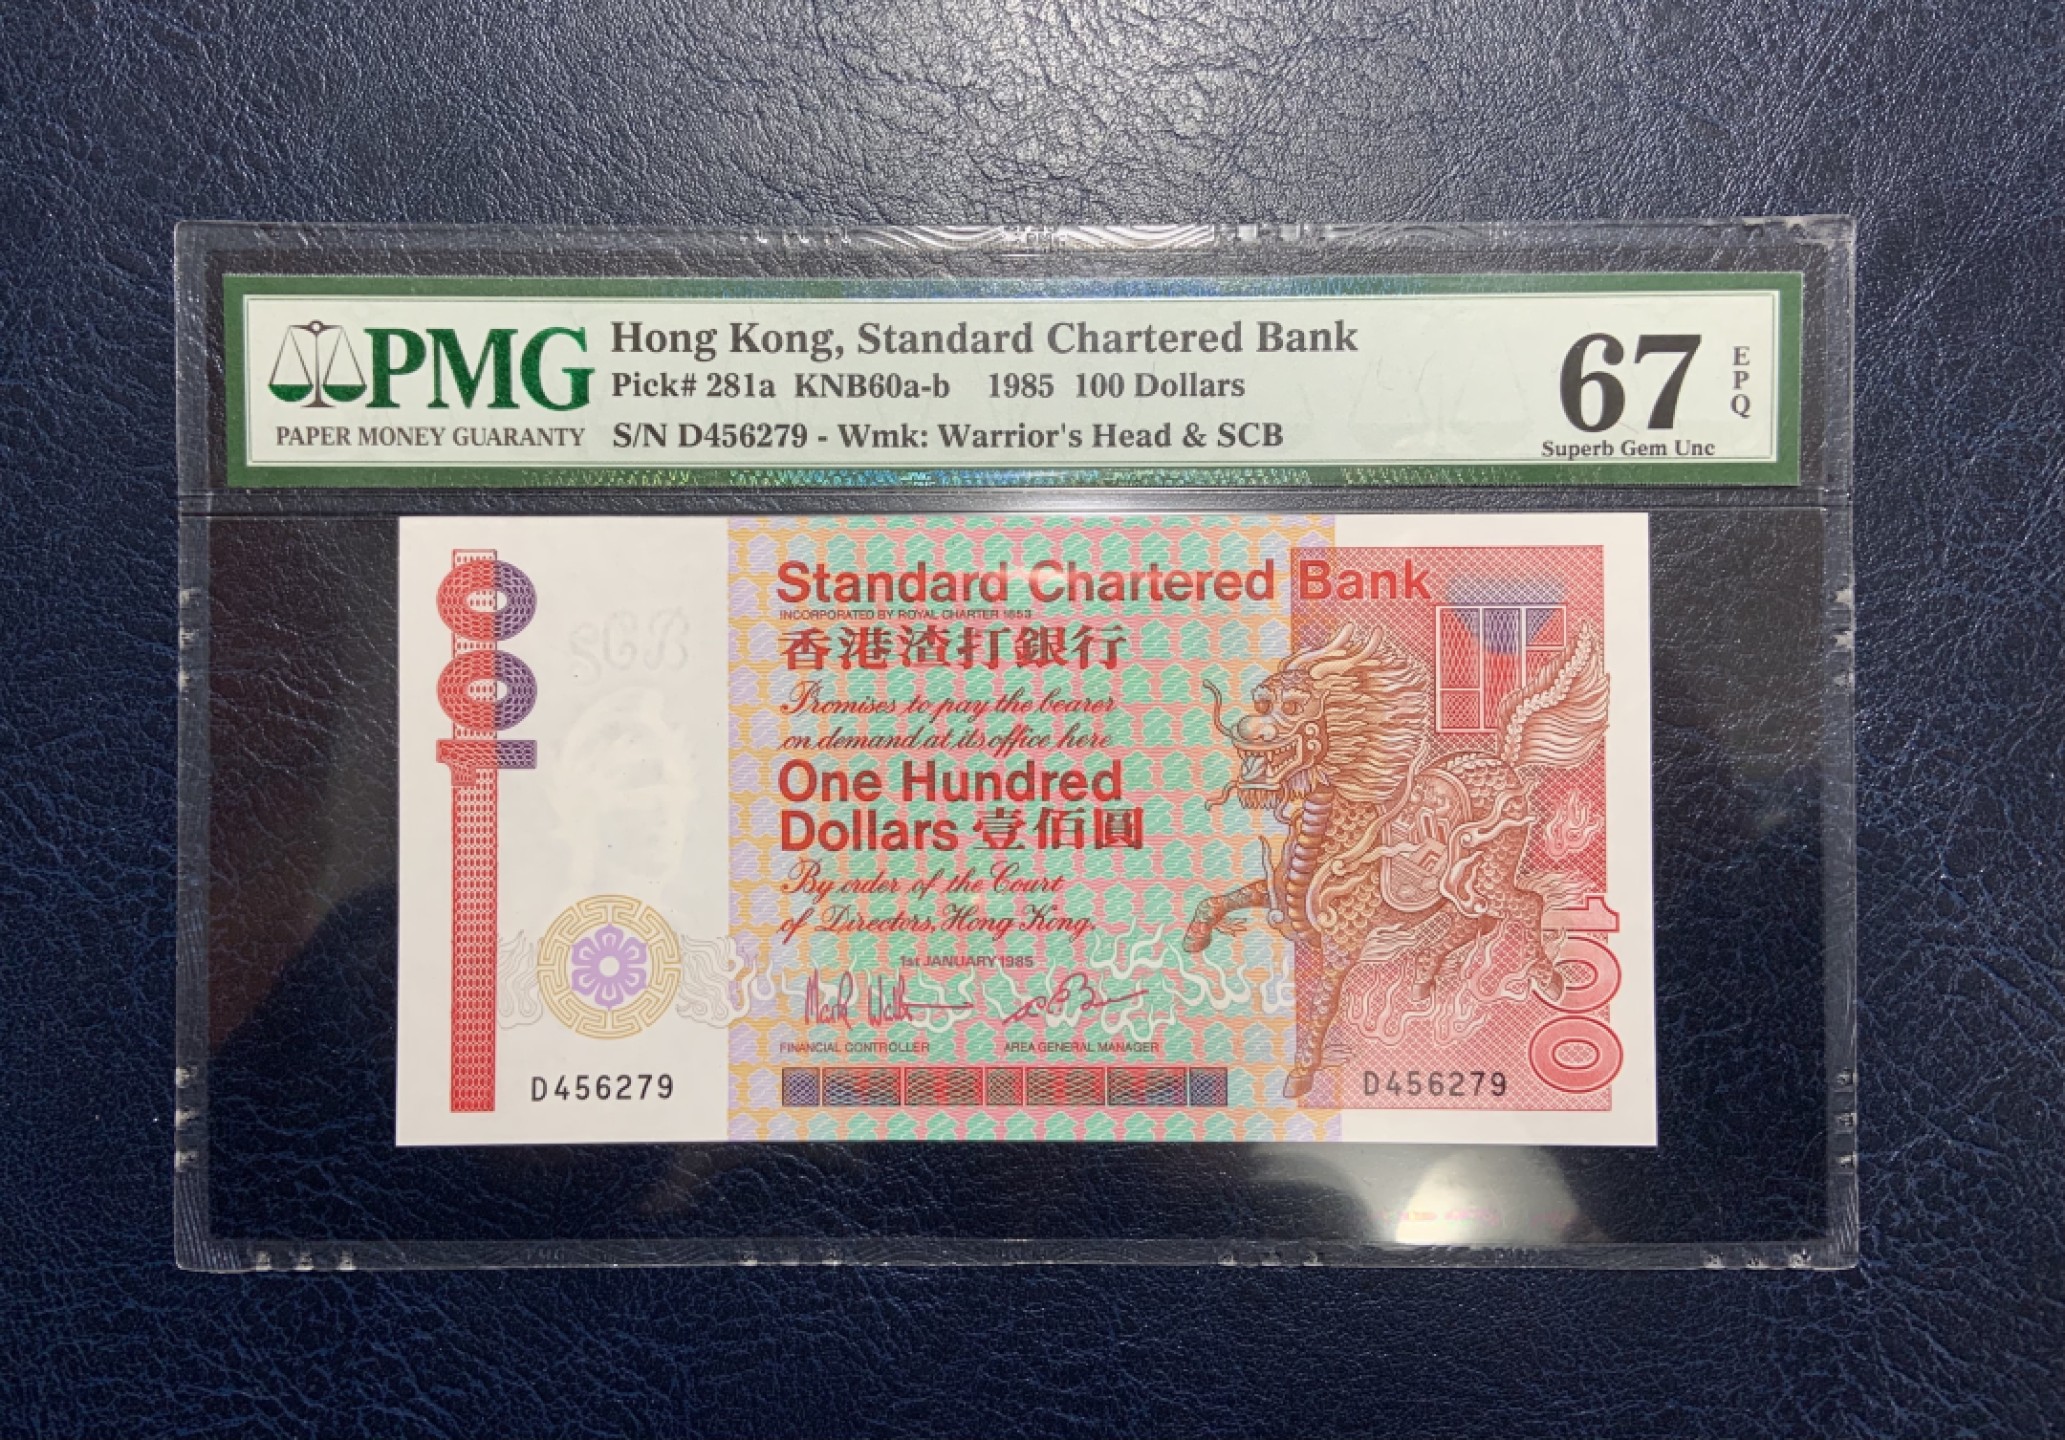 PMG
PAPER MONEY GUARANTY
Hong Kong, Standard Chartered Bank
Pick# 281a KNB60a-b 1985 100 Dollars
S/N D456279 - Wmk: Warrior's Head & SCB
67
EPQ
Superb Gem Unc
100
SCB
Standard Chartered Bank
INCORPORATED BY ROYAL CHARTER 1853
香港渣打銀行
Promises to pay the bearer
on demand at its office here
One Hundred
Dollars 壹佰圓
By order of the Court
of Directors, Hong Kong.
1st JANUARY 1985
FINANCIAL CONTROLLER AREA GENERAL MANAGER
D456279
D456279
100
PMG